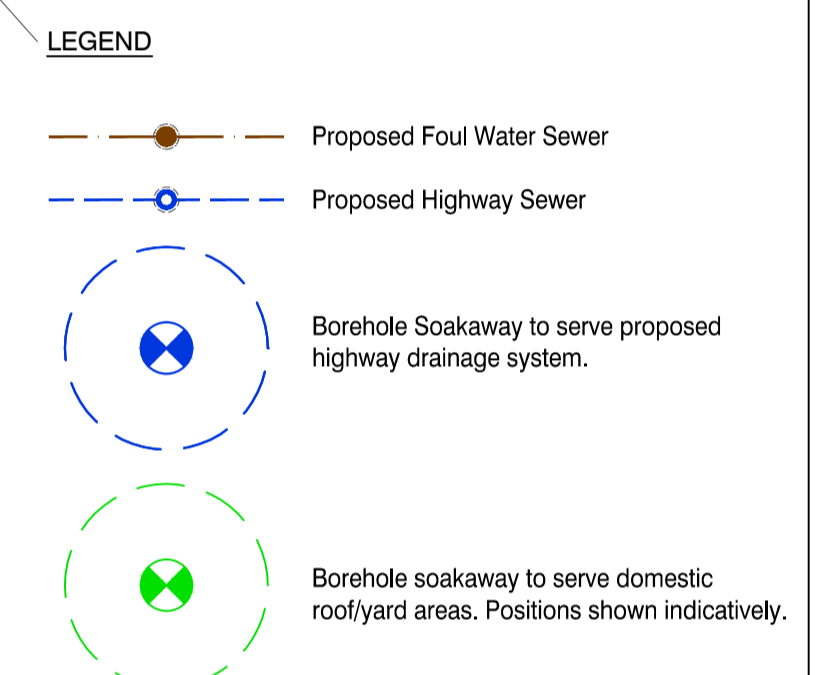 LEGEND
Proposed Foul Water Sewer
Proposed Highway Sewer
Borehole Soakaway to serve proposed
highway drainage system.
Borehole soakaway to serve domestic
roof/yard areas. Positions shown indicatively.